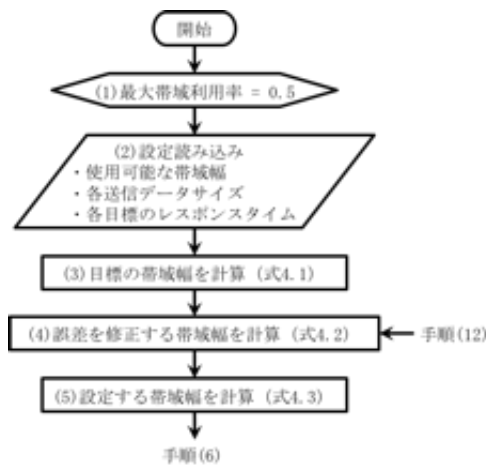 開始
(1)最大帯域利用率 = 0.5
(2)設定読み込み
・使用可能な帯域幅
・各送信データサイズ
・各目標のレスポンスタイム
(3)目標の帯域幅を計算 (式4.1)
(4)誤差を修正する帯域幅を計算 (式4.2)
手順(12)
(5)設定する帯域幅を計算 (式4.3)
手順(6)